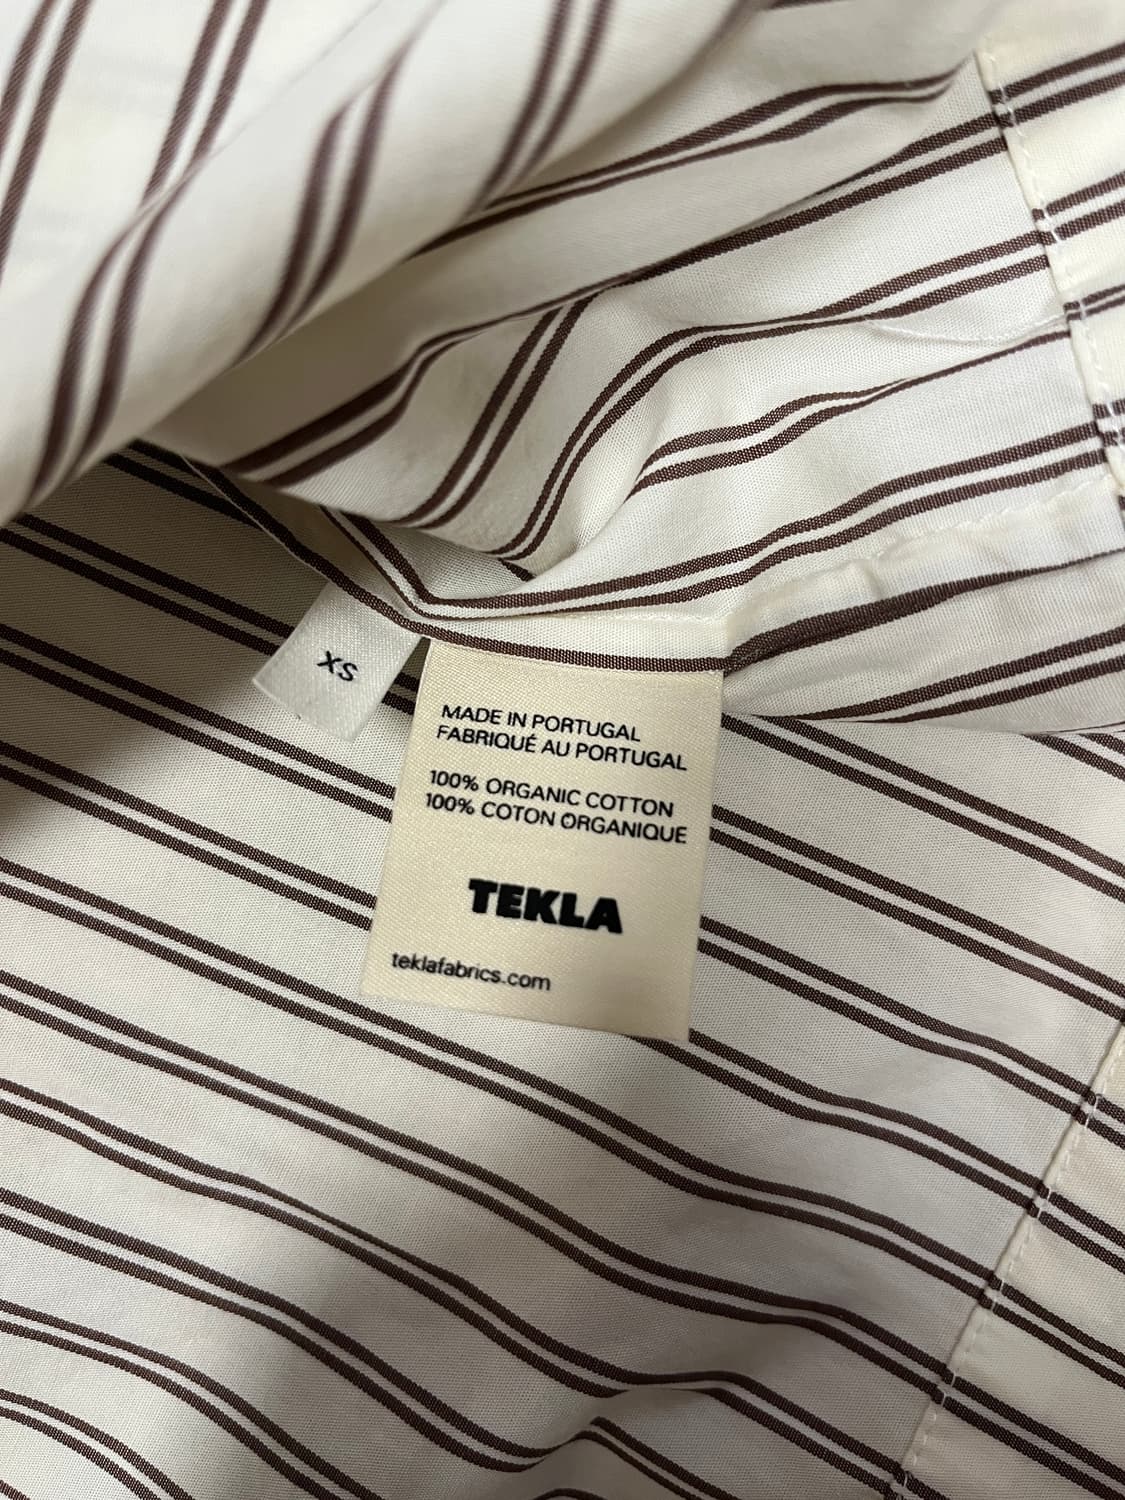 XS
MADE IN PORTUGAL
FABRIQUÉ AU PORTUGAL
100% ORGANIC COTTON
100% COTON ORGANIQUE
TEKLA
teklafabrics.com